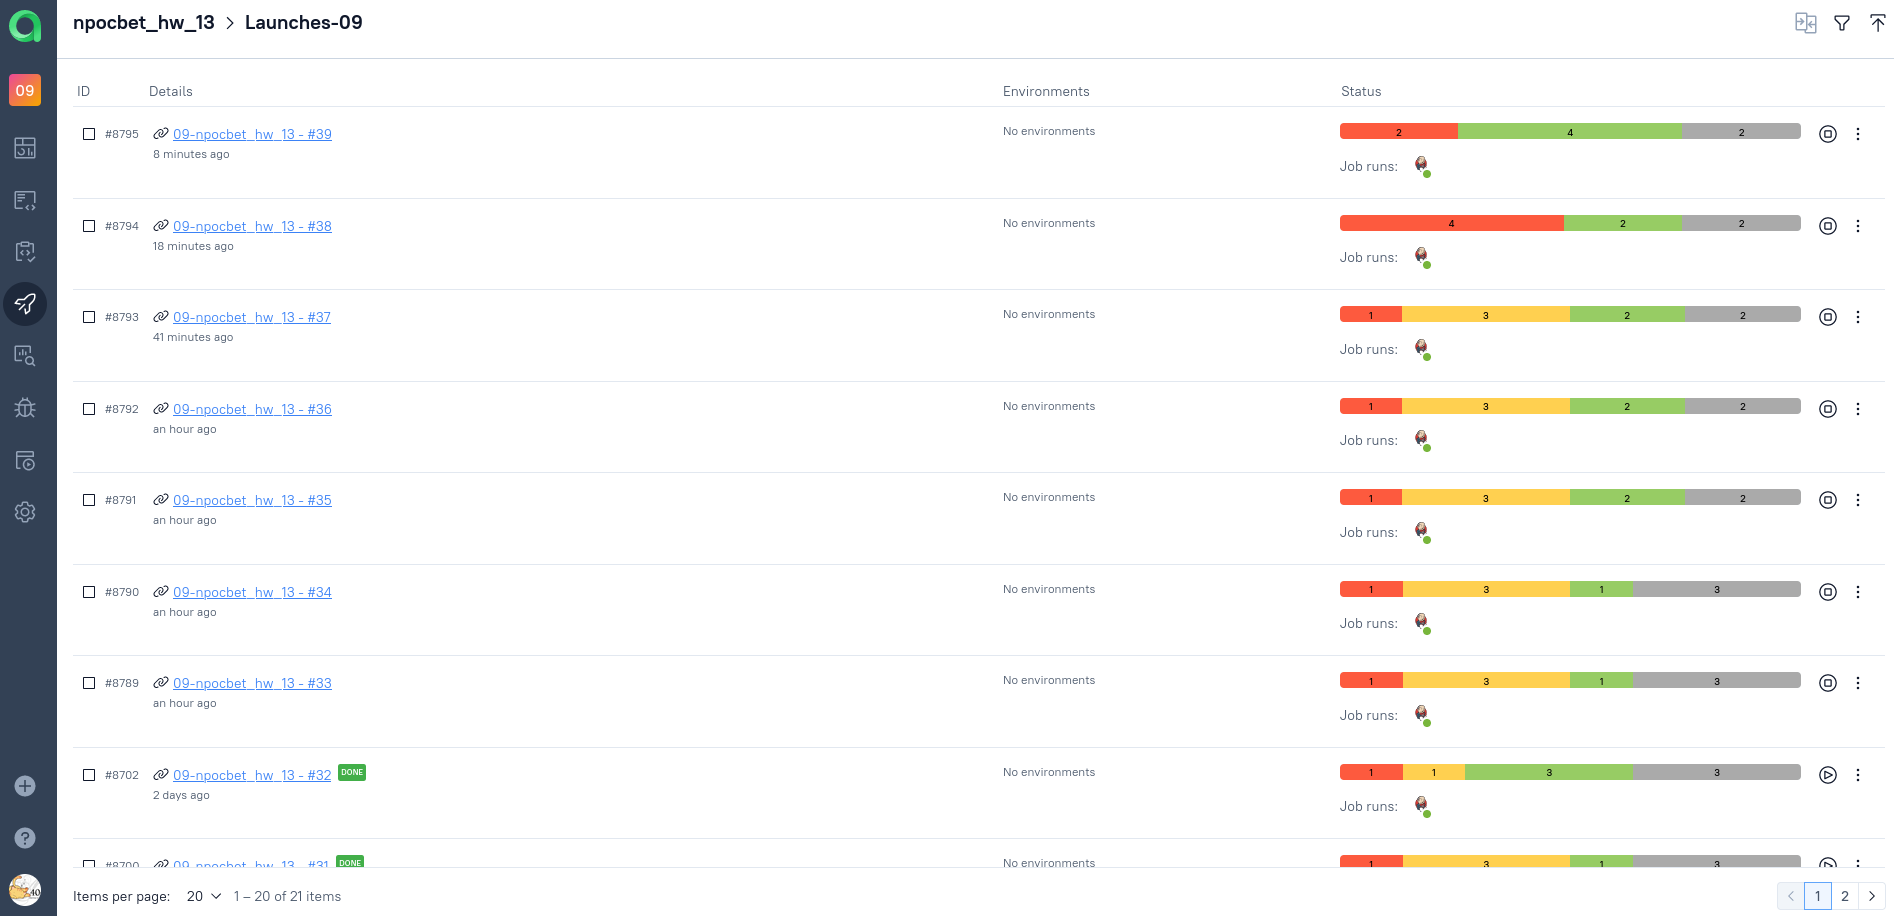 npocbet_hw_13 > Launches-09
09
ID Details Environments Status
#8795 09-npocbet_hw_13 - #39 No environments 2 4 2
8 minutes ago
Job runs:
#8794 09-npocbet_hw_13 - #38 No environments 4 2 2
18 minutes ago
Job runs:
#8793 09-npocbet_hw_13 - #37 No environments 1 3 2 2
41 minutes ago
Job runs:
#8792 09-npocbet_hw_13 - #36 No environments 1 3 2 2
an hour ago
Job runs:
#8791 09-npocbet_hw_13 - #35 No environments 1 3 2 2
an hour ago
Job runs:
#8790 09-npocbet_hw_13 - #34 No environments 1 3 1 3
an hour ago
Job runs:
#8789 09-npocbet_hw_13 - #33 No environments 1 3 1 3
an hour ago
Job runs:
#8702 09-npocbet_hw_13 - #32 DONE No environments 1 1 3 3
2 days ago
Job runs:
#8700 09-npocbet_hw_13 - #31 DONE No environments 1 3 1 3
40
Items per page: 20 1 – 20 of 21 items < 1 2 >